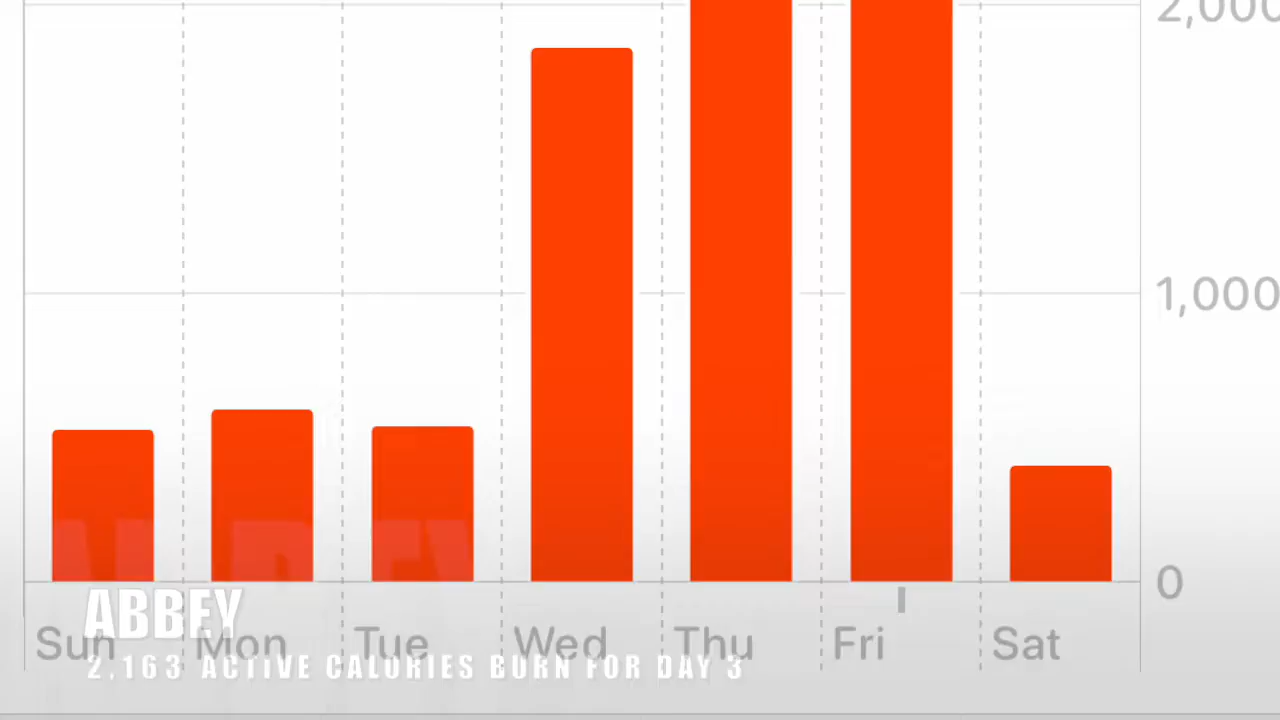 2,000
1,000
0
ABBEY
Sun Mon Tue Wed Thu Fri Sat
2,163 ACTIVE CALORIES BURN FOR DAY 3